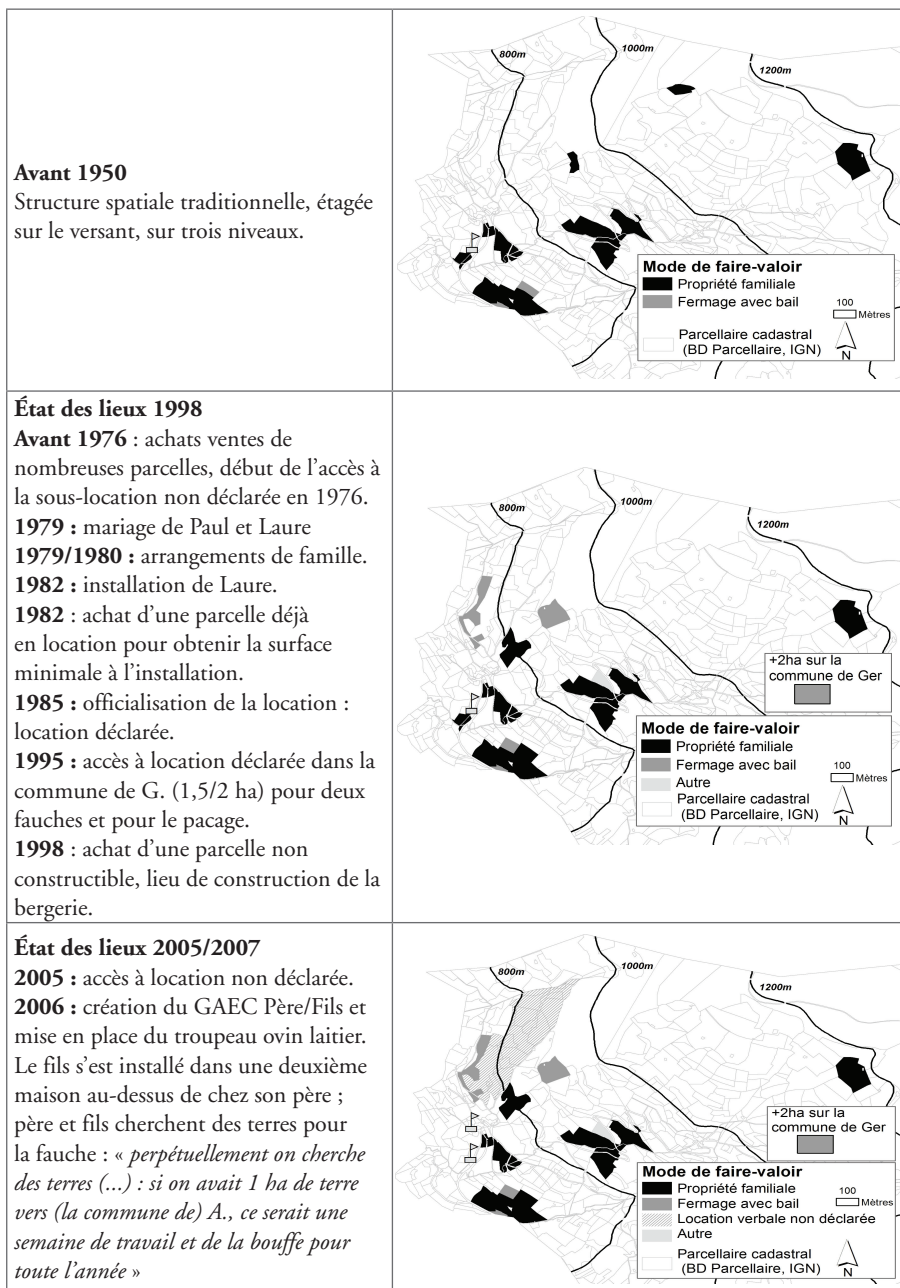 Avant 1950
Structure spatiale traditionnelle, étagée
sur le versant, sur trois niveaux.
800m
1000m
1200m
Mode de faire-valoir
Propriété familiale
Fermage avec bail
Parcellaire cadastral
(BD Parcellaire, IGN)
100
Mètres
N
État des lieux 1998
Avant 1976 : achats ventes de
nombreuses parcelles, début de l'accès à
la sous-location non déclarée en 1976.
1979 : mariage de Paul et Laure
1979/1980 : arrangements de famille.
1982 : installation de Laure.
1982 : achat d'une parcelle déjà
en location pour obtenir la surface
minimale à l'installation.
1985 : officialisation de la location :
location déclarée.
1995 : accès à location déclarée dans la
commune de G. (1,5/2 ha) pour deux
fauches et pour le pacage.
1998 : achat d'une parcelle non
constructible, lieu de construction de la
bergerie.
800m
1000m
1200m
+2ha sur la
commune de Ger
Mode de faire-valoir
Propriété familiale
Fermage avec bail
Autre
Parcellaire cadastral
(BD Parcellaire, IGN)
100
Mètres
N
État des lieux 2005/2007
2005 : accès à location non déclarée.
2006 : création du GAEC Père/Fils et
mise en place du troupeau ovin laitier.
Le fils s'est installé dans une deuxième
maison au-dessus de chez son père ;
père et fils cherchent des terres pour
la fauche : « perpétuellement on cherche
des terres (...) : si on avait 1 ha de terre
vers (la commune de) A., ce serait une
semaine de travail et de la bouffe pour
toute l'année »
800m
1000m
1200m
+2ha sur la
commune de Ger
Mode de faire-valoir
Propriété familiale
Fermage avec bail
Location verbale non déclarée
Autre
Parcellaire cadastral
(BD Parcellaire, IGN)
100
Mètres
N